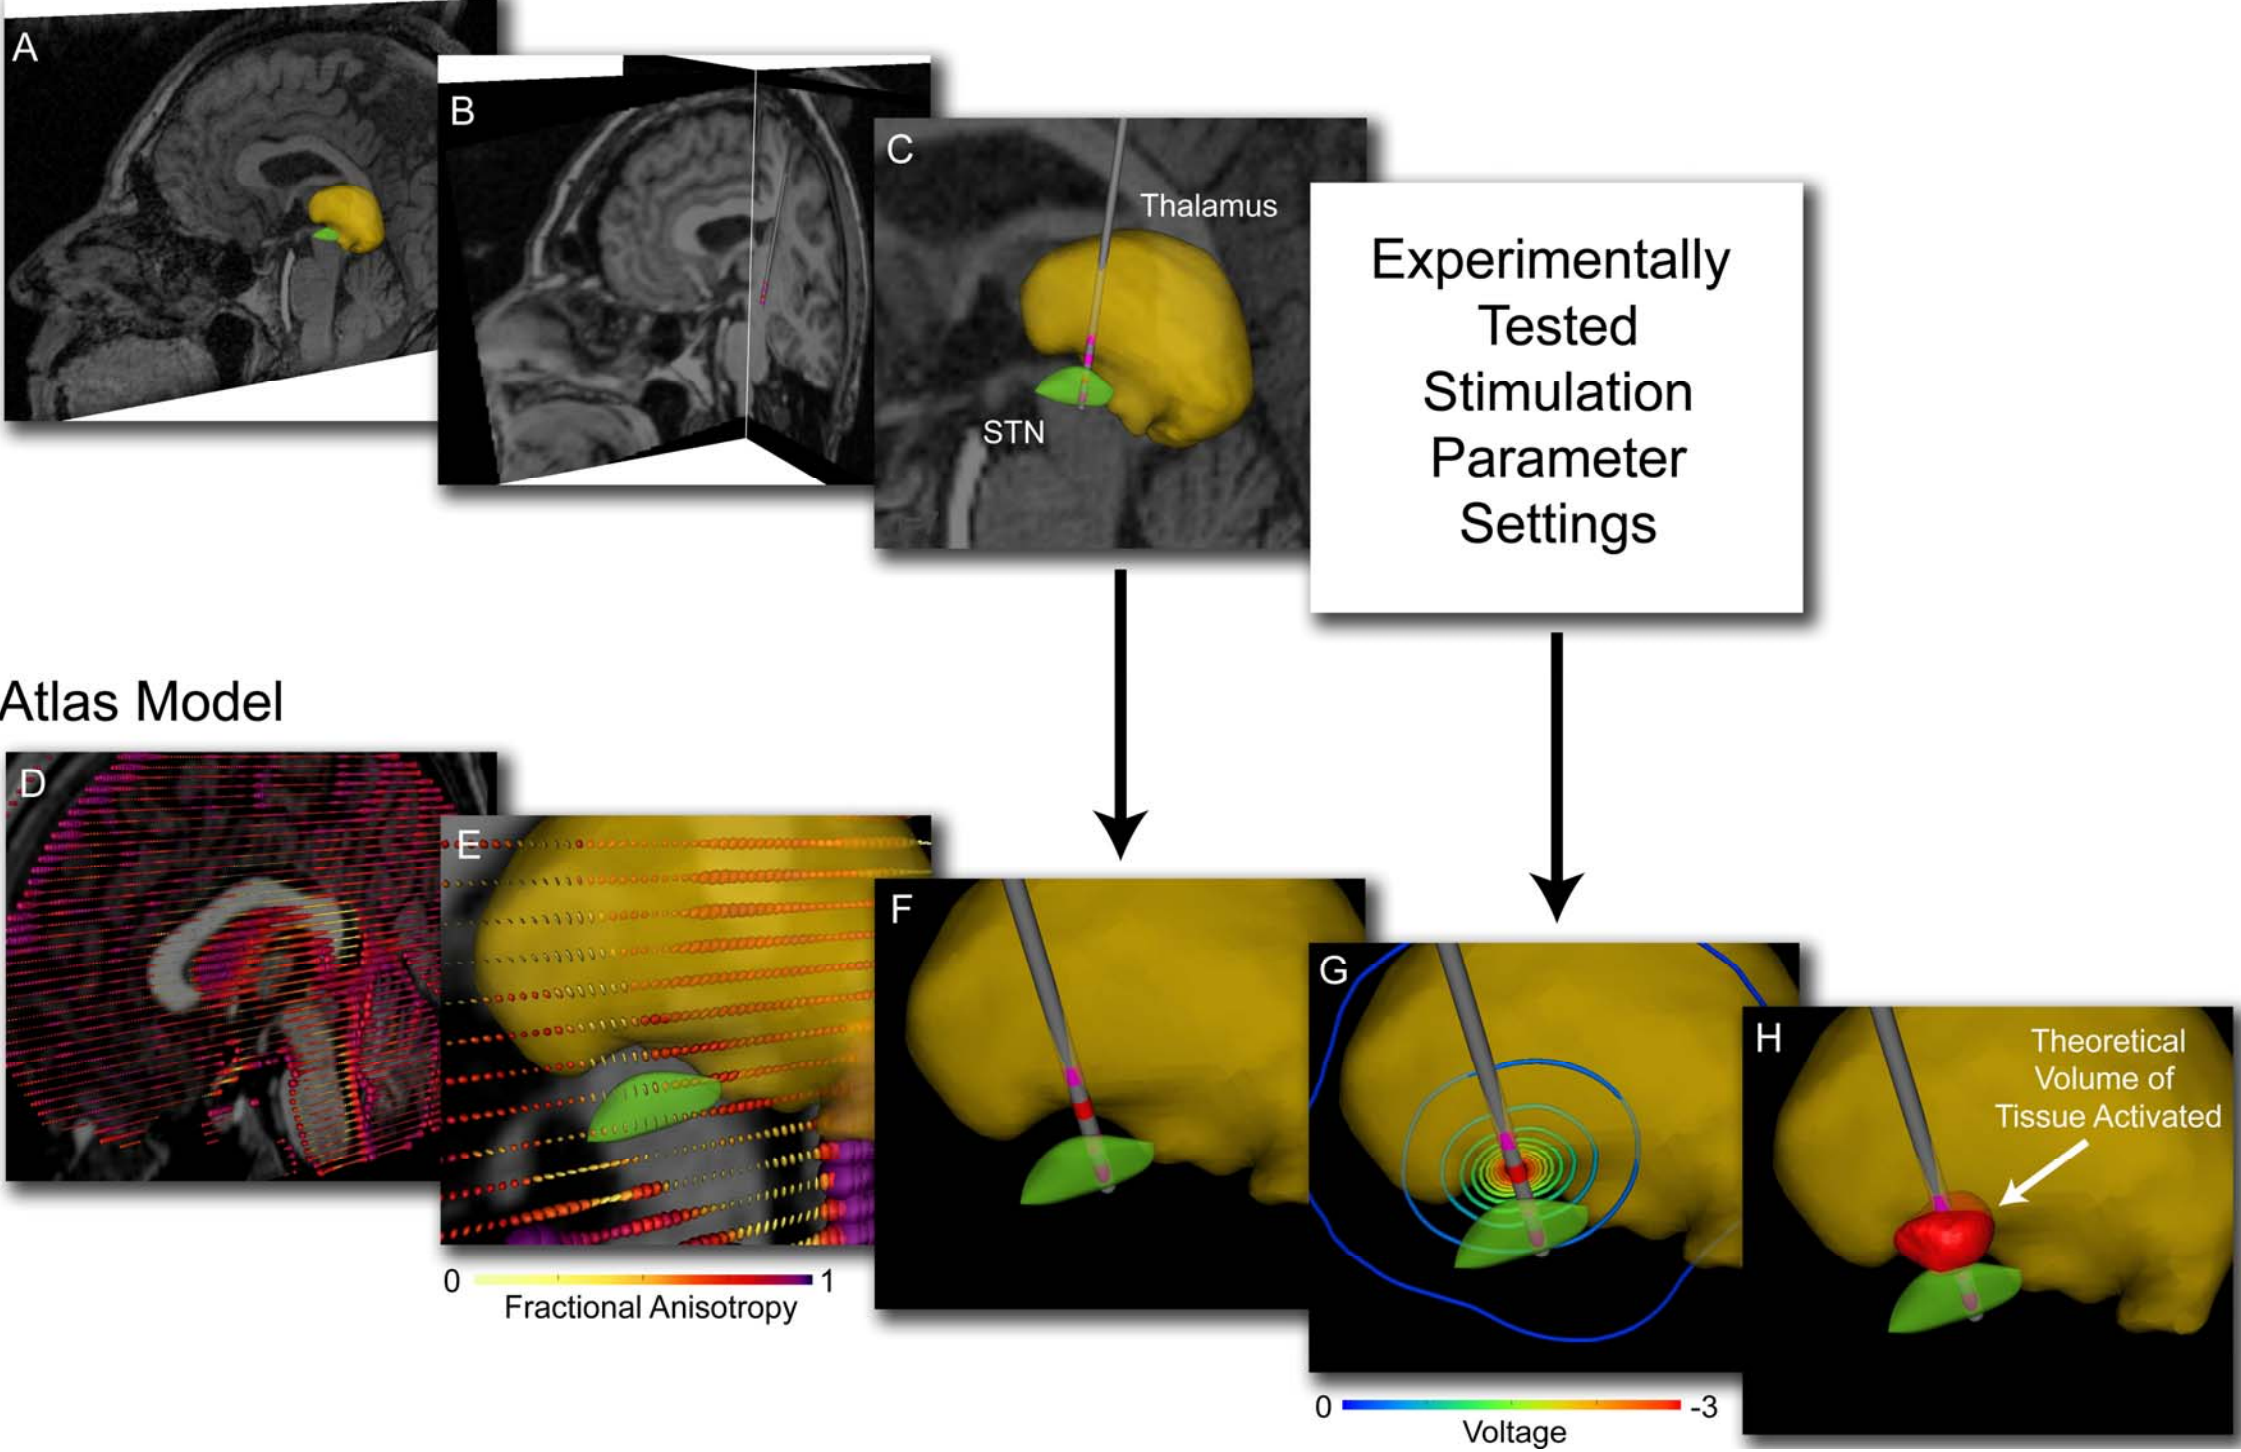 A
B
C
Thalamus
STN
Experimentally
Tested
Stimulation
Parameter
Settings
Atlas Model
D
E
0 1
Fractional Anisotropy
F
G
0 -3
Voltage
H
Theoretical
Volume of
Tissue Activated